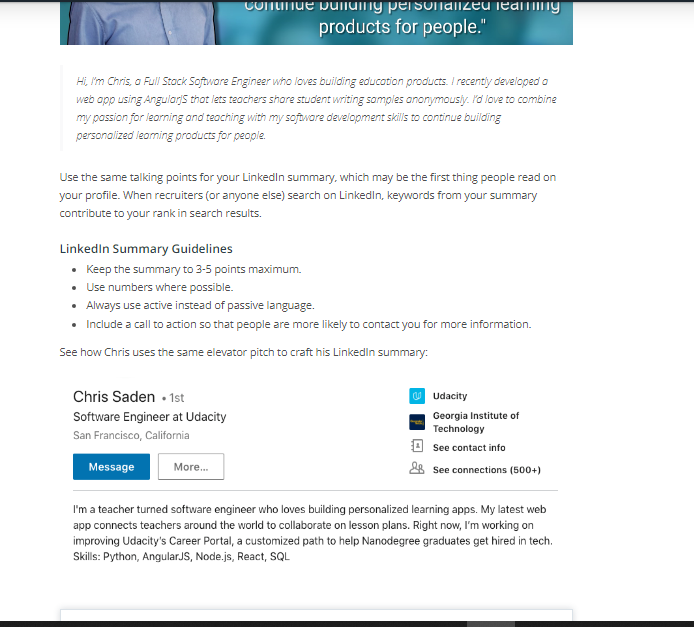 continue building personalized learning
products for people."
Hi, I'm Chris, a Full Stack Software Engineer who loves building education products. I recently developed a
web app using AngularJS that lets teachers share student writing samples anonymously. I'd love to combine
my passion for learning and teaching with my software development skills to continue building
personalized learning products for people.
Use the same talking points for your LinkedIn summary, which may be the first thing people read on
your profile. When recruiters (or anyone else) search on LinkedIn, keywords from your summary
contribute to your rank in search results.
LinkedIn Summary Guidelines
• Keep the summary to 3-5 points maximum.
• Use numbers where possible.
• Always use active instead of passive language.
• Include a call to action so that people are more likely to contact you for more information.
See how Chris uses the same elevator pitch to craft his LinkedIn summary:
Chris Saden • 1st
Software Engineer at Udacity
San Francisco, California
Message More...
Udacity
Georgia Institute of
Technology
See contact info
See connections (500+)
I'm a teacher turned software engineer who loves building personalized learning apps. My latest web
app connects teachers around the world to collaborate on lesson plans. Right now, I'm working on
improving Udacity's Career Portal, a customized path to help Nanodegree graduates get hired in tech.
Skills: Python, AngularJS, Node.js, React, SQL